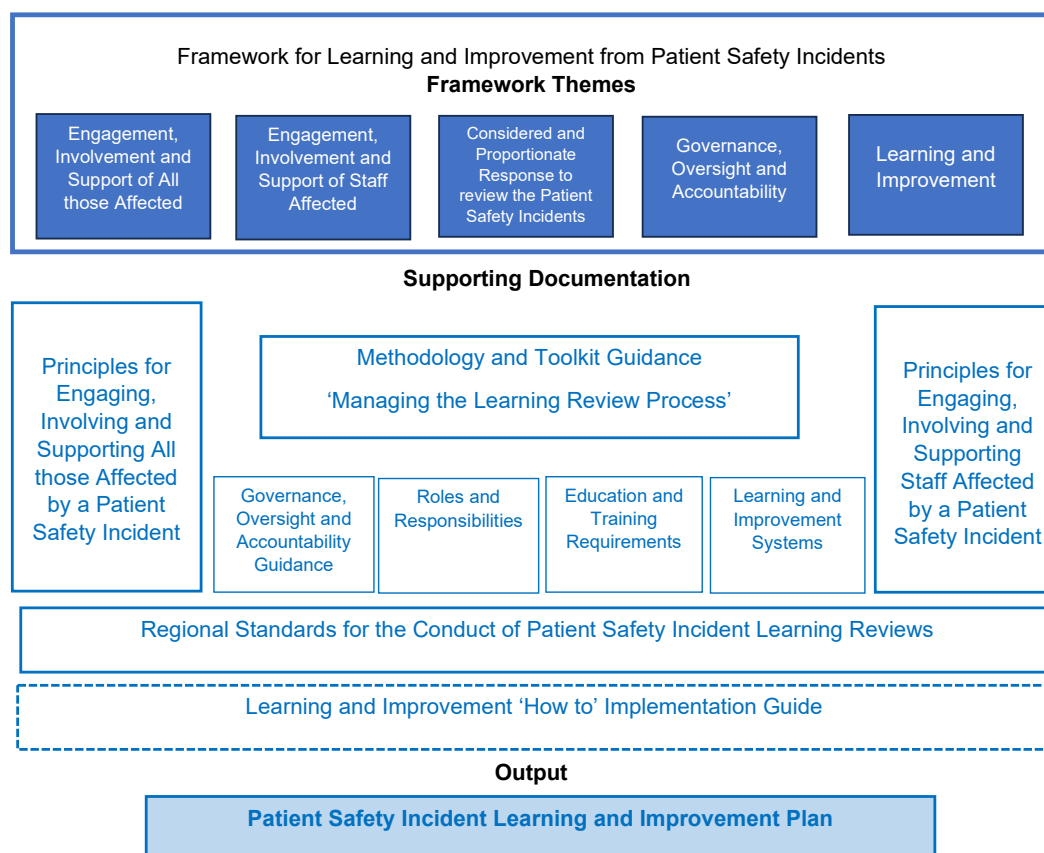 Framework for Learning and Improvement from Patient Safety Incidents
Framework Themes
Engagement,
Involvement and
Support of All
those Affected
Engagement,
Involvement and
Support of Staff
Affected
Considered and
Proportionate
Response to
review the Patient
Safety Incidents
Governance,
Oversight and
Accountability
Learning and
Improvement
Supporting Documentation
Principles for
Engaging,
Involving and
Supporting All
those Affected
by a Patient
Safety Incident
Methodology and Toolkit Guidance
‘Managing the Learning Review Process’
Governance,
Oversight and
Accountability
Guidance
Roles and
Responsibilities
Education and
Training
Requirements
Learning and
Improvement
Systems
Principles for
Engaging,
Involving and
Supporting
Staff Affected
by a Patient
Safety Incident
Regional Standards for the Conduct of Patient Safety Incident Learning Reviews
Learning and Improvement ‘How to’ Implementation Guide
Output
Patient Safety Incident Learning and Improvement Plan